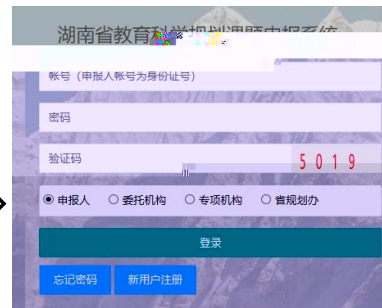 湖南省教育科学规划课题申报系统
帐号（申报人帐号为身份证号）
密码
验证码 5019
申报人 委托机构 专项机构 省规划办
登录
忘记密码 新用户注册